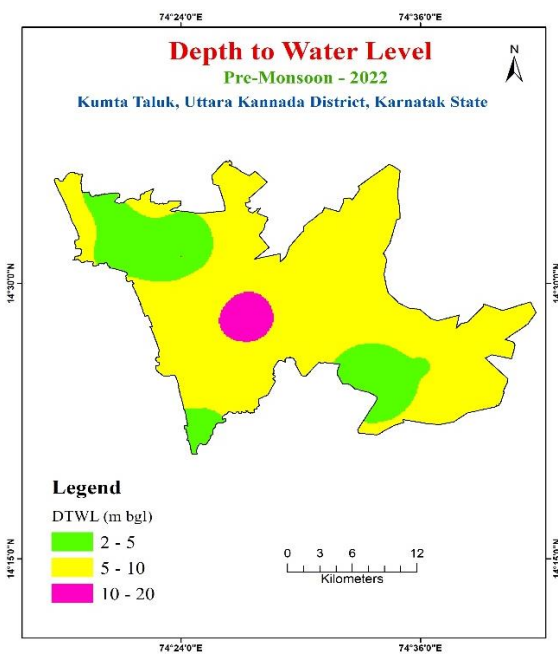 74°24'0"E 74°36'0"E
Depth to Water Level
N
Pre-Monsoon - 2022
Kumta Taluk, Uttara Kannada District, Karnatak State
14°30'0"N 14°30'0"N
Legend
DTWL (m bgl)
2 - 5
5 - 10
10 - 20
0 3 6 12
Kilometers
14°15'0"N 14°15'0"N
74°24'0"E 74°36'0"E